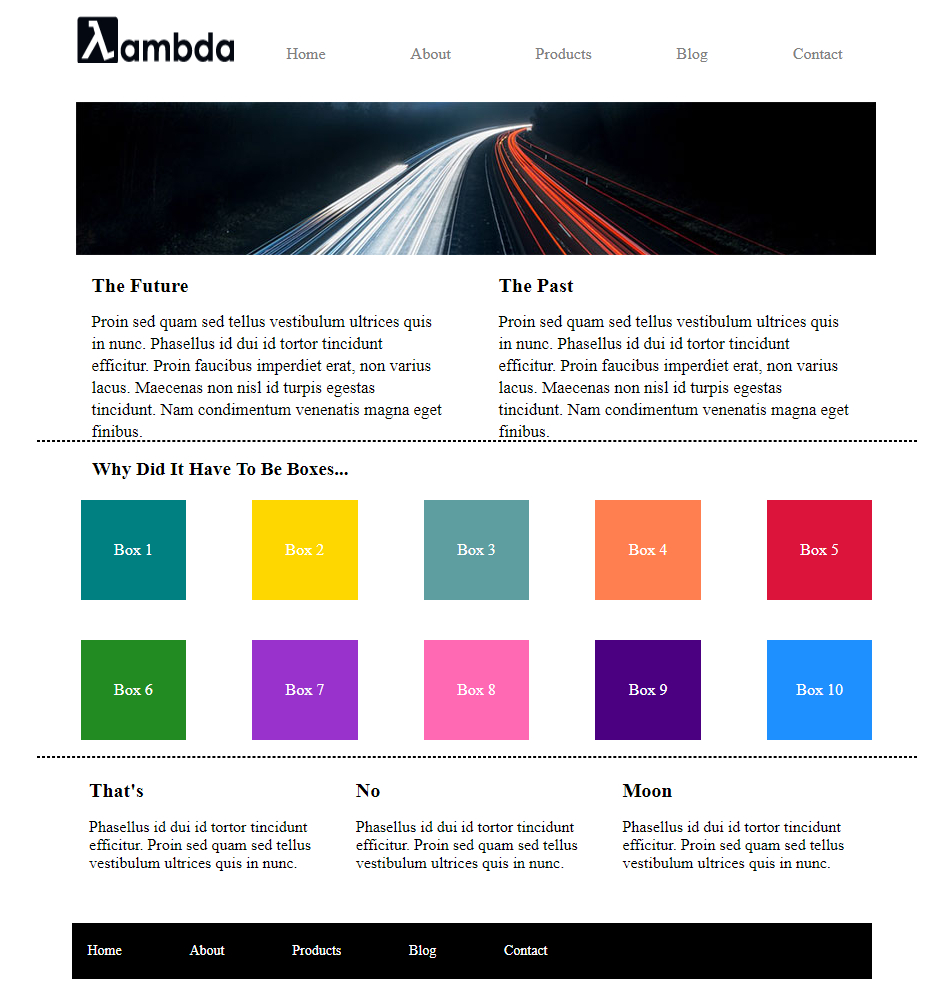 λambda
Home About Products Blog Contact
The Future
Proin sed quam sed tellus vestibulum ultrices quis
in nunc. Phasellus id dui id tortor tincidunt
efficitur. Proin faucibus imperdiet erat, non varius
lacus. Maecenas non nisl id turpis egestas
tincidunt. Nam condimentum venenatis magna eget
finibus.
The Past
Proin sed quam sed tellus vestibulum ultrices quis
in nunc. Phasellus id dui id tortor tincidunt
efficitur. Proin faucibus imperdiet erat, non varius
lacus. Maecenas non nisl id turpis egestas
tincidunt. Nam condimentum venenatis magna eget
finibus.
Why Did It Have To Be Boxes...
Box 1 Box 2 Box 3 Box 4 Box 5
Box 6 Box 7 Box 8 Box 9 Box 10
That's
Phasellus id dui id tortor tincidunt
efficitur. Proin sed quam sed tellus
vestibulum ultrices quis in nunc.
No
Phasellus id dui id tortor tincidunt
efficitur. Proin sed quam sed tellus
vestibulum ultrices quis in nunc.
Moon
Phasellus id dui id tortor tincidunt
efficitur. Proin sed quam sed tellus
vestibulum ultrices quis in nunc.
Home About Products Blog Contact